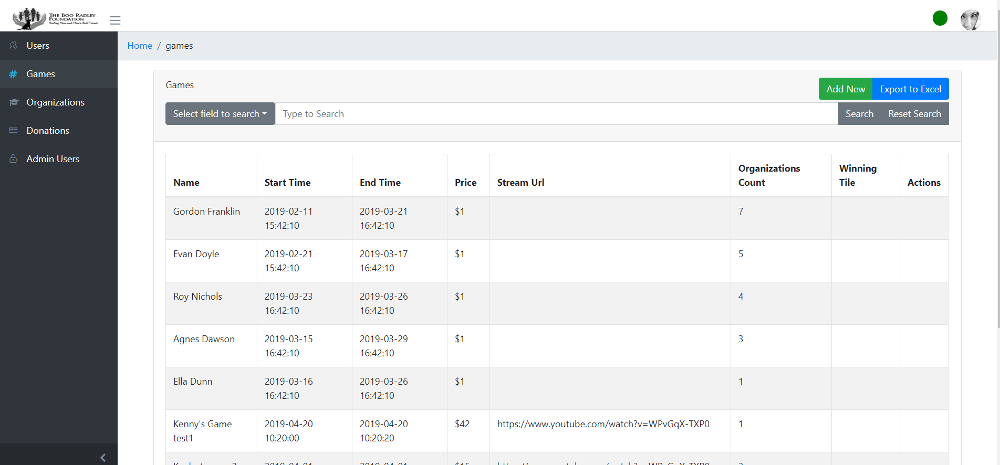 THE BOO RADLEY
FOUNDATION
Healing Man and Man's Best Friend
Users
Games
Organizations
Donations
Admin Users
Home / games
Games
Add New
Export to Excel
Select field to search
Type to Search
Search
Reset Search
Name Start Time End Time Price Stream Url Organizations Count Winning Tile Actions
Gordon Franklin 2019-02-11 2019-03-21 $1 7
15:42:10 16:42:10
Evan Doyle 2019-02-21 2019-03-17 $1 5
15:42:10 16:42:10
Roy Nichols 2019-03-23 2019-03-26 $1 4
16:42:10 16:42:10
Agnes Dawson 2019-03-15 2019-03-29 $1 3
16:42:10 16:42:10
Ella Dunn 2019-03-16 2019-03-26 $1 1
16:42:10 16:42:10
Kenny's Game 2019-04-20 2019-04-20 $42 https://www.youtube.com/watch?v=WPvGqX-TXP0 1
test1 10:20:00 10:20:20
2019-04-01 2019-04-01 $15